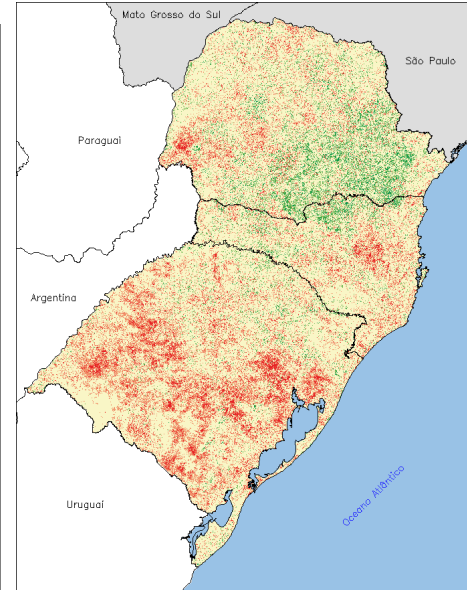 Mato Grosso do Sul
São Paulo
Paraguai
Argentina
Uruguai
Oceano Atlântico